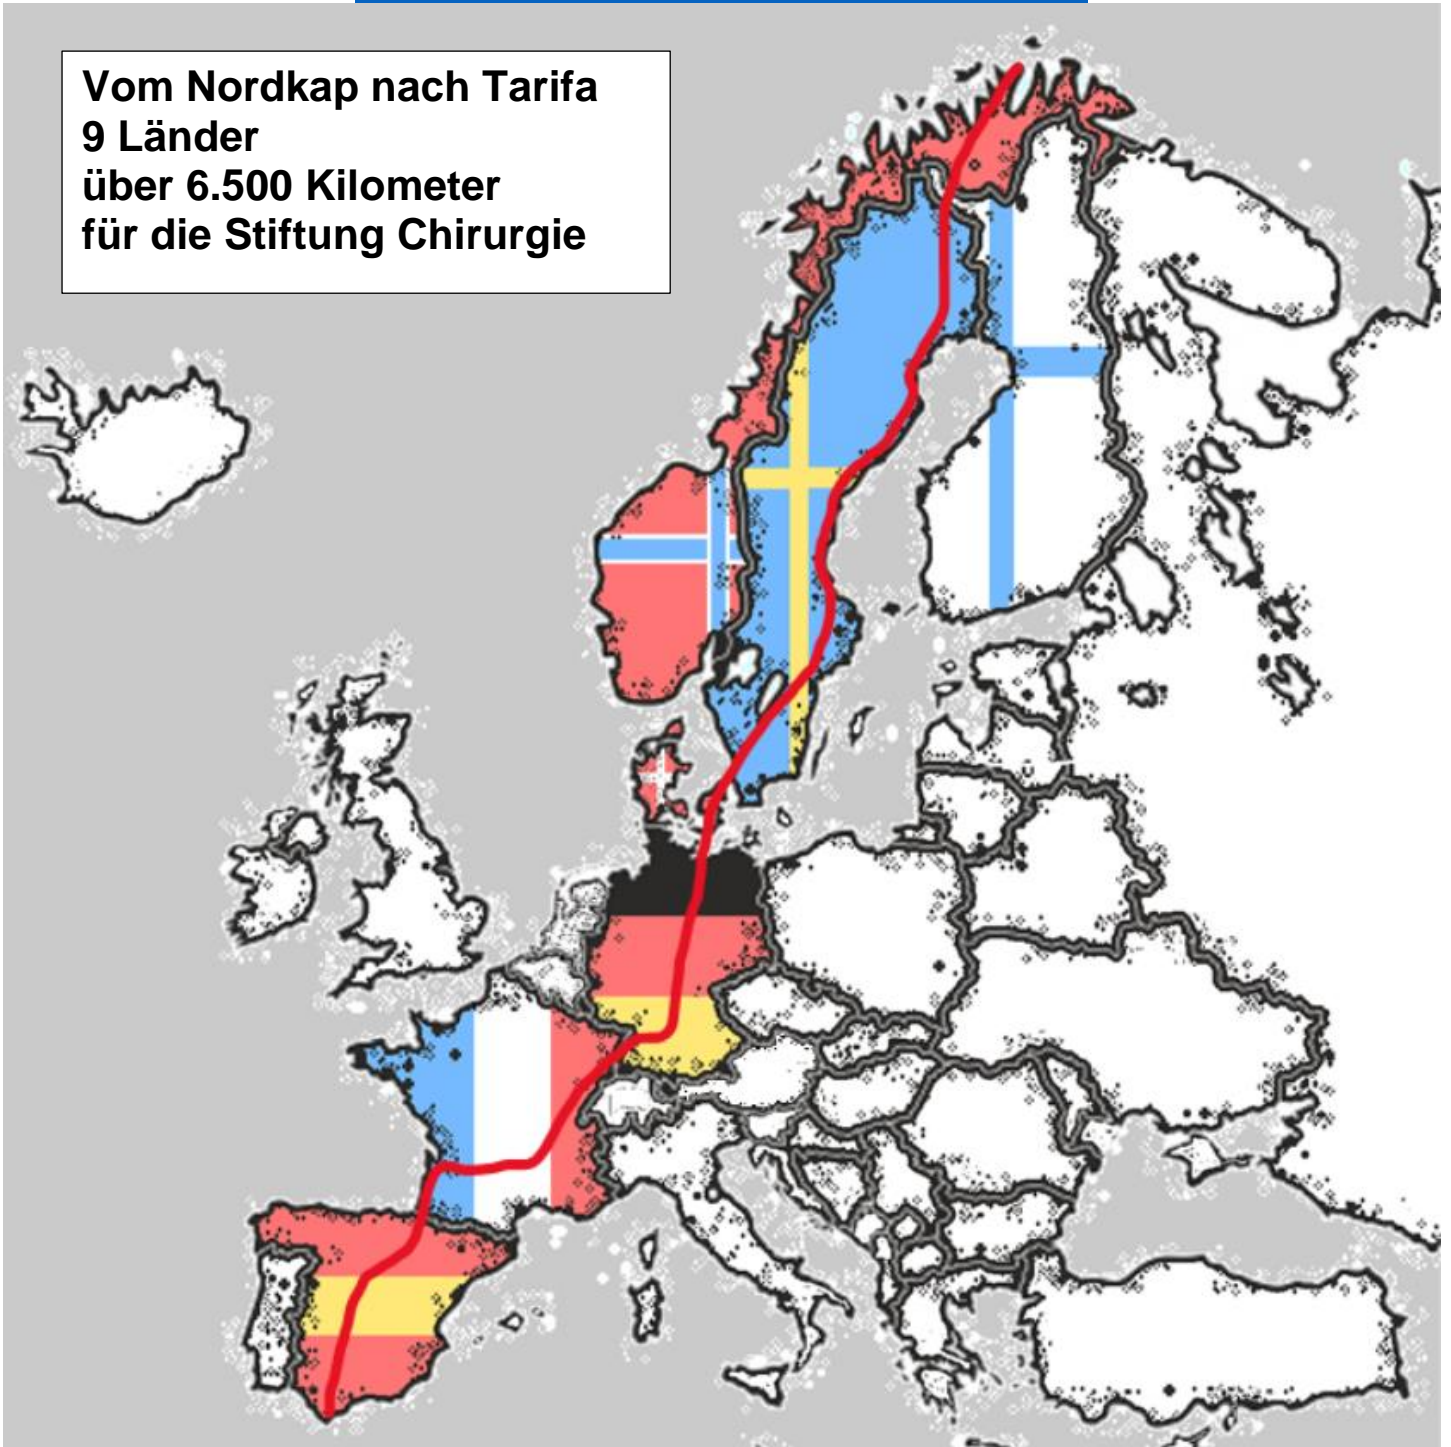 Vom Nordkap nach Tarifa
9 Länder
über 6.500 Kilometer
für die Stiftung Chirurgie